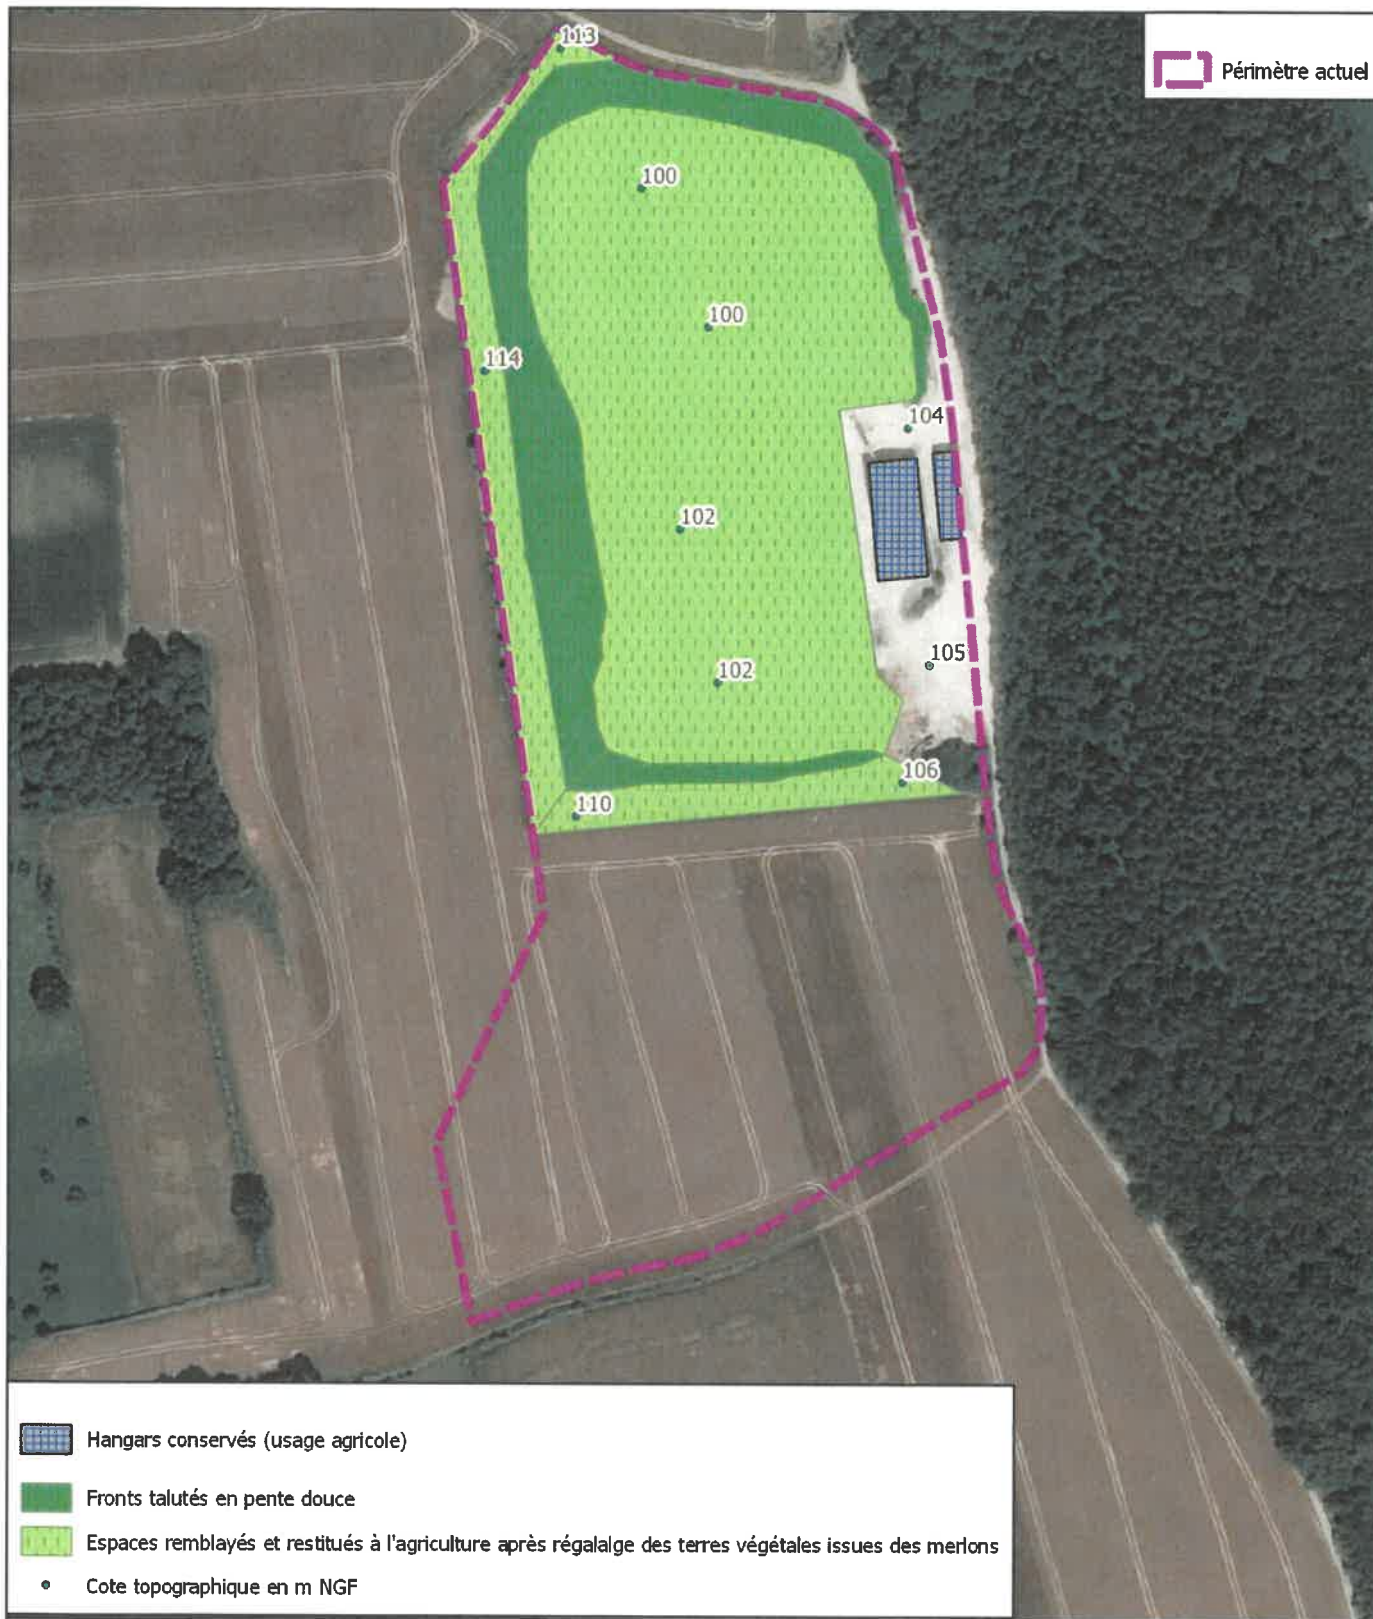 113
Périmètre actuel
100
100
114
104
102
105
102
106
110
Hangars conservés (usage agricole)
Fronts talutés en pente douce
Espaces remblayés et restitués à l'agriculture après régalalge des terres végétales issues des merlons
Cote topographique en m NGF